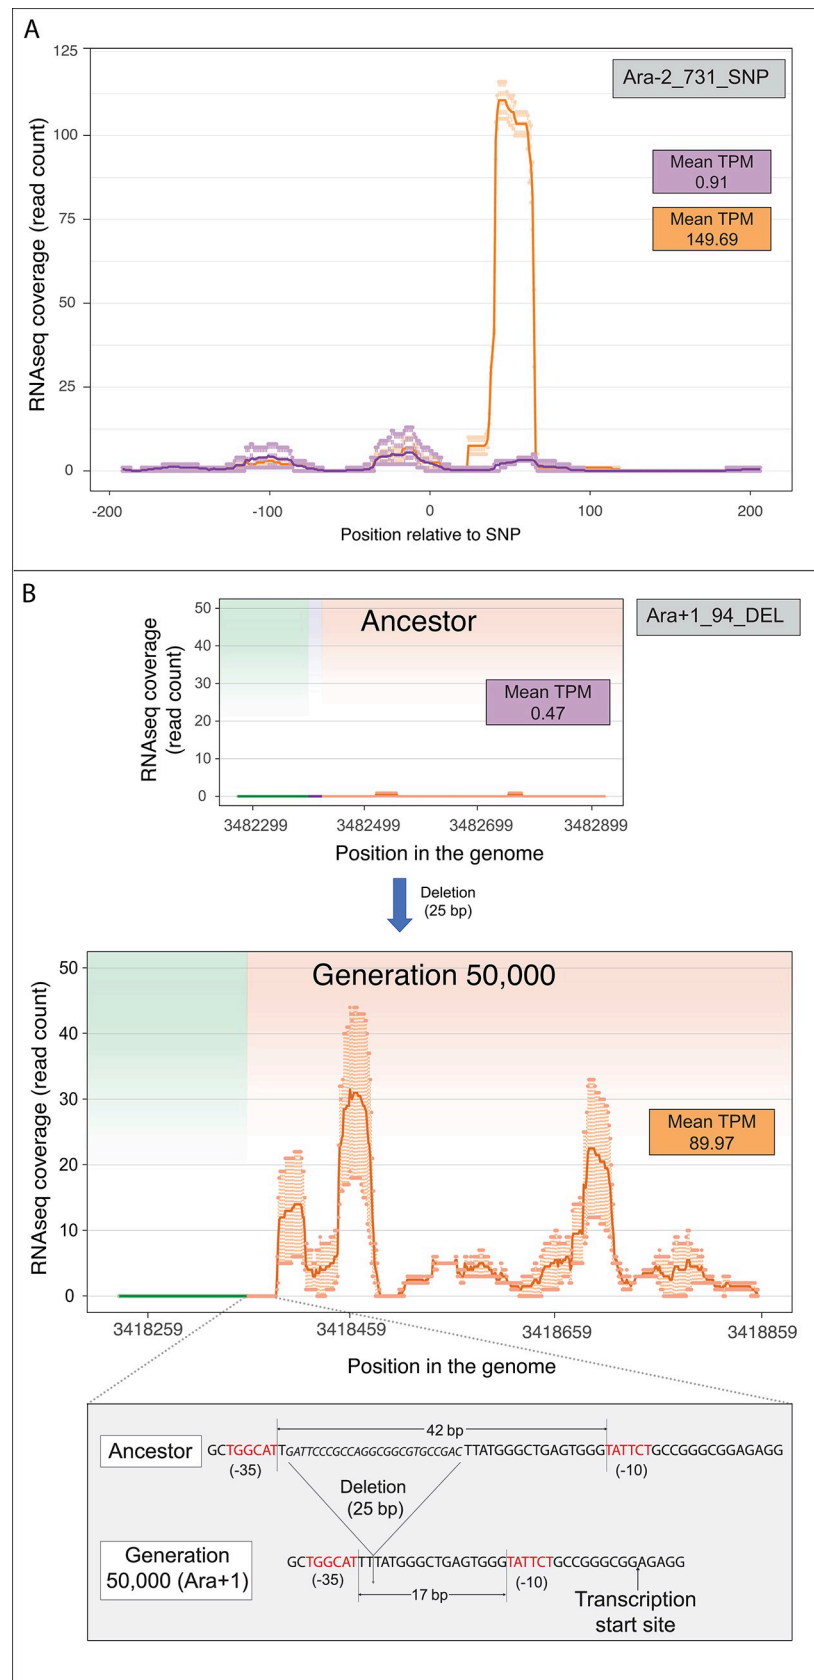 A
Ara-2_731_SNP
Mean TPM
0.91
Mean TPM
149.69
RNAseq coverage (read count)
125
100
75
50
25
0
-200
-100
0
100
200
Position relative to SNP
B
Ara+1_94_DEL
Ancestor
Mean TPM
0.47
RNAseq coverage
(read count)
50
40
30
20
10
0
3482299
3482499
3482699
3482899
Position in the genome
Deletion
(25 bp)
Generation 50,000
Mean TPM
89.97
RNAseq coverage (read count)
50
40
30
20
10
0
3418259
3418459
3418659
3418859
Position in the genome
42 bp
Ancestor
GCTGGCATTGATTCCCGCCAGGCGGCGTGCCGACTTATGGGCTGAGTGGGTATTCTGCCGGGCGGAGAGG
(-35)
(-10)
Deletion
(25 bp)
Generation
50,000 (Ara+1)
GCTGGCATTTTATGGGCTGAGTGGGTATTCTGCCGGGCGGAGAGG
(-35)
(-10)
17 bp
Transcription
start site